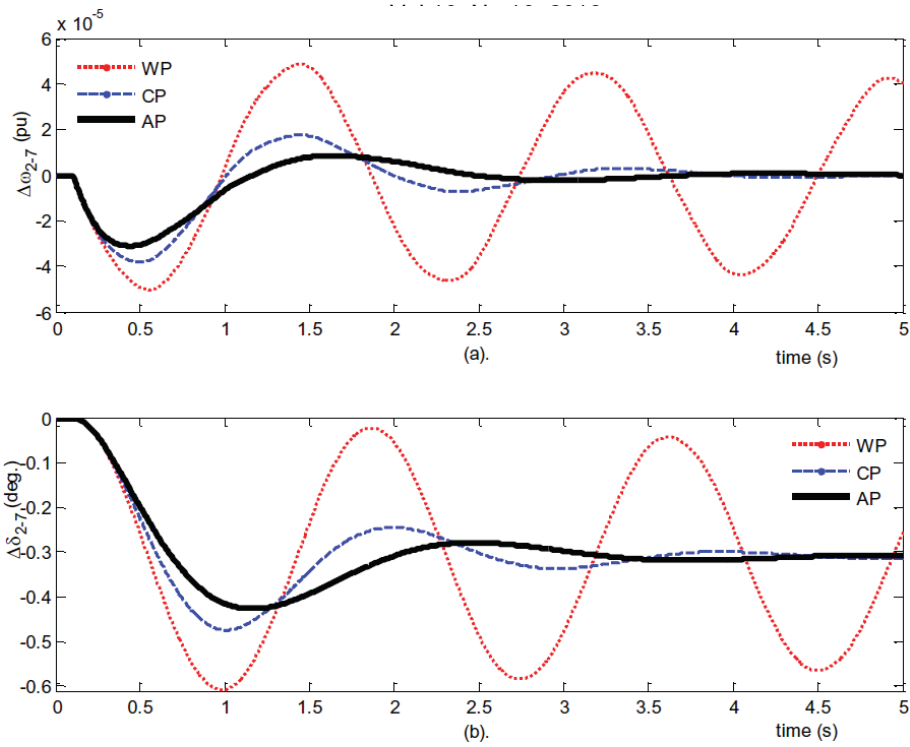 x 10-5
6
4
2
0
-2
-4
-6
Δω2-7 (pu)
WP
CP
AP
0 0.5 1 1.5 2 2.5 3 3.5 4 4.5 5
(a).
time (s)
0
-0.1
-0.2
-0.3
-0.4
-0.5
-0.6
Δδ2-7 (deg.)
WP
CP
AP
0 0.5 1 1.5 2 2.5 3 3.5 4 4.5 5
(b).
time (s)